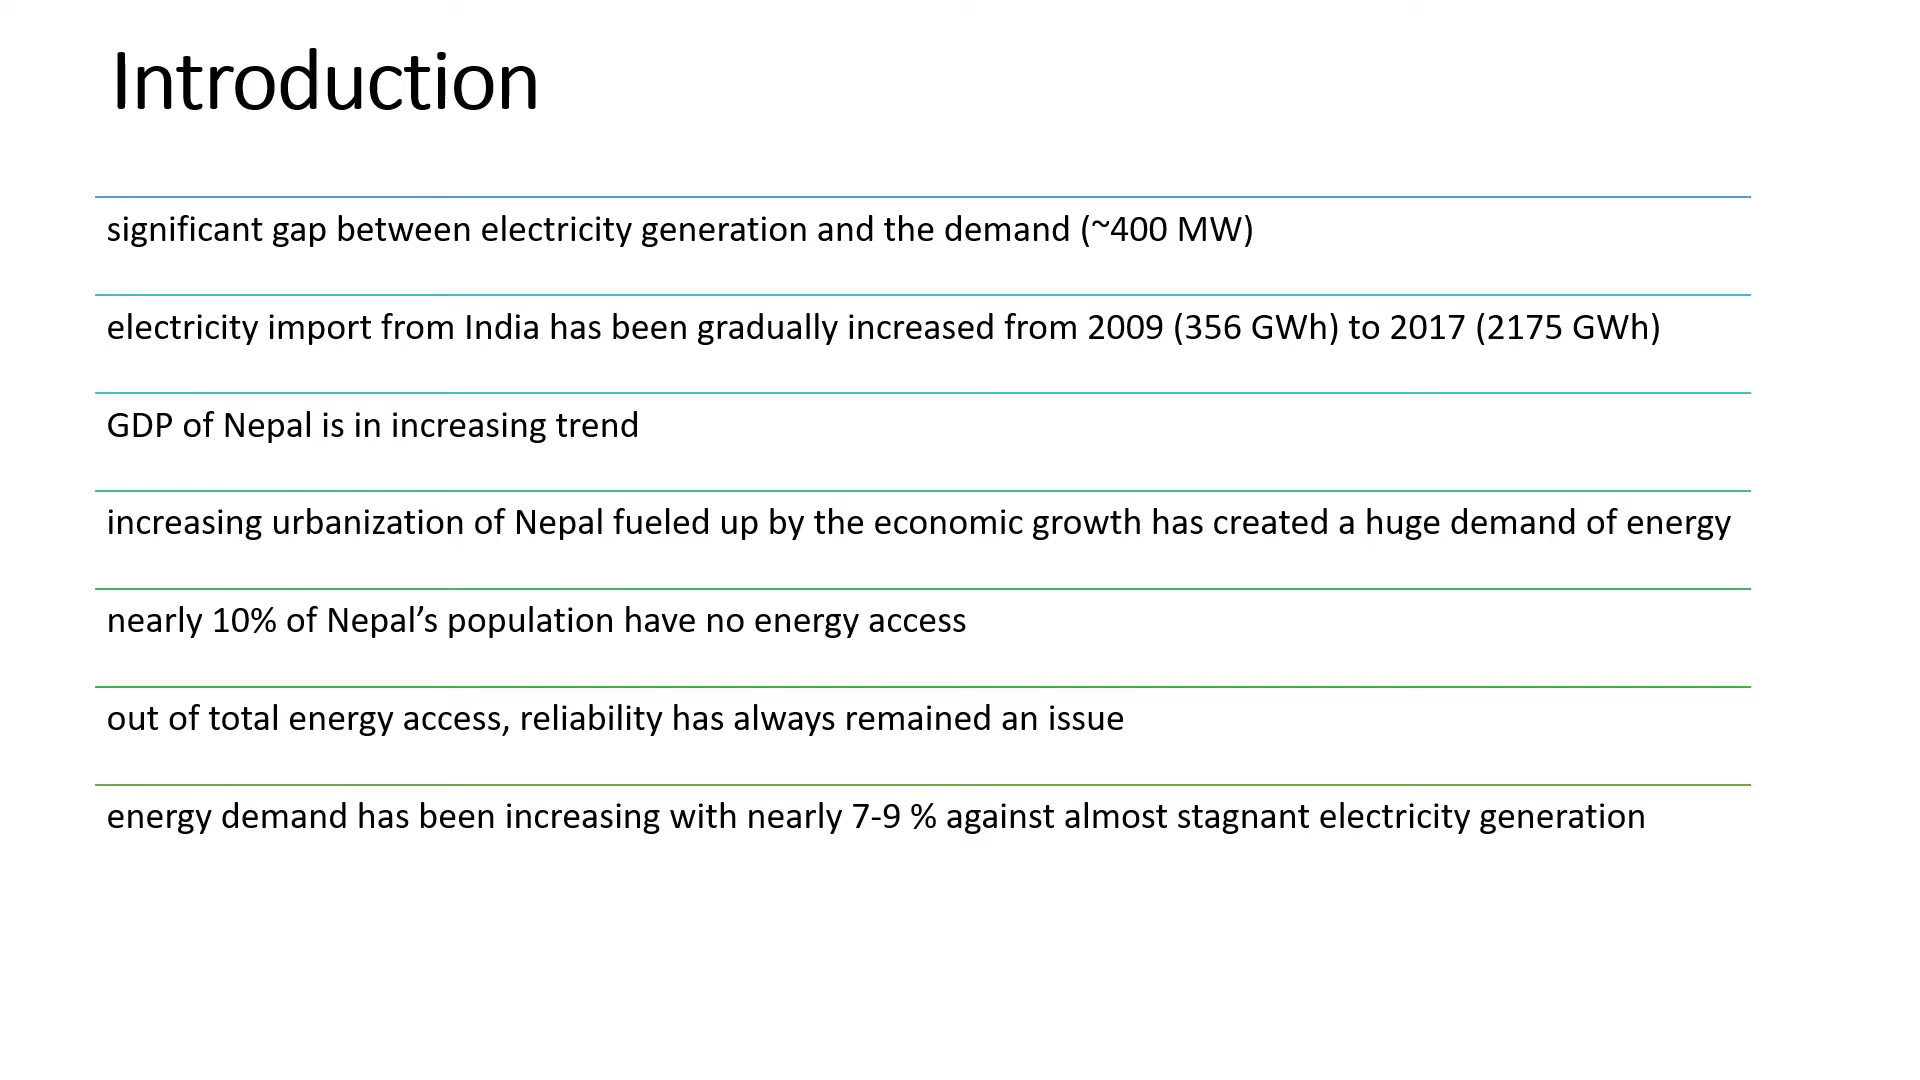 Introduction
significant gap between electricity generation and the demand (~400 MW)
electricity import from India has been gradually increased from 2009 (356 GWh) to 2017 (2175 GWh)
GDP of Nepal is in increasing trend
increasing urbanization of Nepal fueled up by the economic growth has created a huge demand of energy
nearly 10% of Nepal’s population have no energy access
out of total energy access, reliability has always remained an issue
energy demand has been increasing with nearly 7-9 % against almost stagnant electricity generation